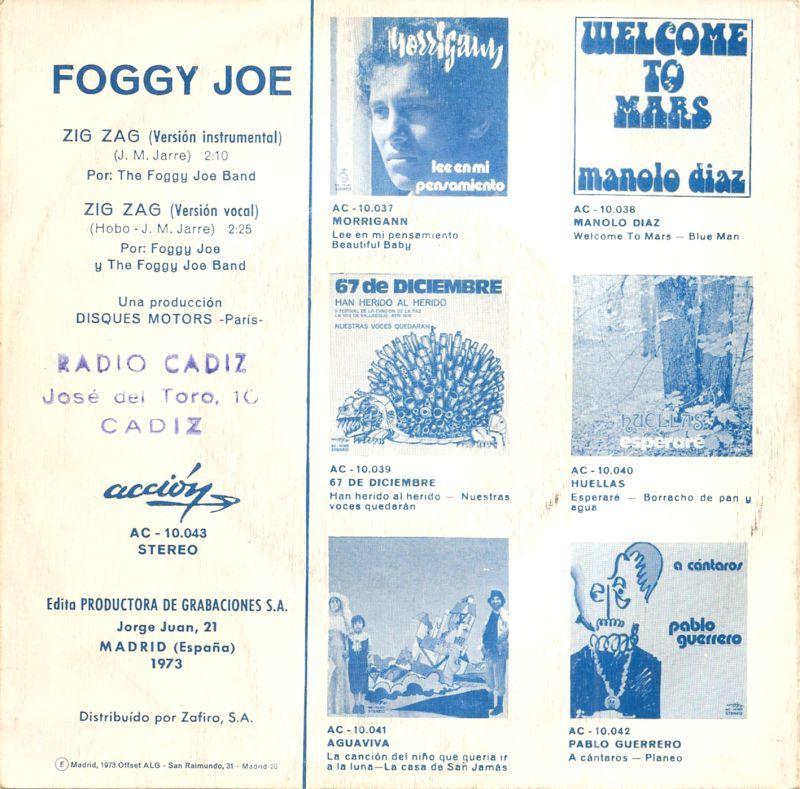 FOGGY JOE
ZIG ZAG (Versión instrumental)
(J. M. Jarre) 2:10
Por: The Foggy Joe Band
ZIG ZAG (Versión vocal)
(Hobo - J. M. Jarre) 2:25
Por: Foggy Joe
y The Foggy Joe Band
Una producción
DISQUES MOTORS -París-
RADIO CADIZ
José del Toro, 10
CADIZ
acción
AC - 10.043
STEREO
Edita PRODUCTORA DE GRABACIONES S.A.
Jorge Juan, 21
MADRID (España)
1973
Distribuído por Zafiro, S.A.
E Madrid, 1973 Offset ALG - San Raimundo, 31 - Madrid-20
Morrigann
lee en mi
pensamiento
AC - 10.037
MORRIGANN
Lee en mi pensamiento
Beautiful Baby
WELCOME
TO
MARS
manolo diaz
AC - 10.038
MANOLO DIAZ
Welcome To Mars — Blue Man
67 de DICIEMBRE
HAN HERIDO AL HERIDO
NUESTRAS VOCES QUEDARAN
AC - 10.039
67 DE DICIEMBRE
Han herido al herido — Nuestras
voces quedarán
HUELLAS
esperaré
AC - 10.040
HUELLAS
Esperaré — Borracho de pan y
agua
AC - 10.041
AGUAVIVA
La canción del niño que queria ir
a la luna—La casa de San Jamás
a cántaros
pablo
guerrero
AC - 10.042
PABLO GUERRERO
A cántaros — Planeo